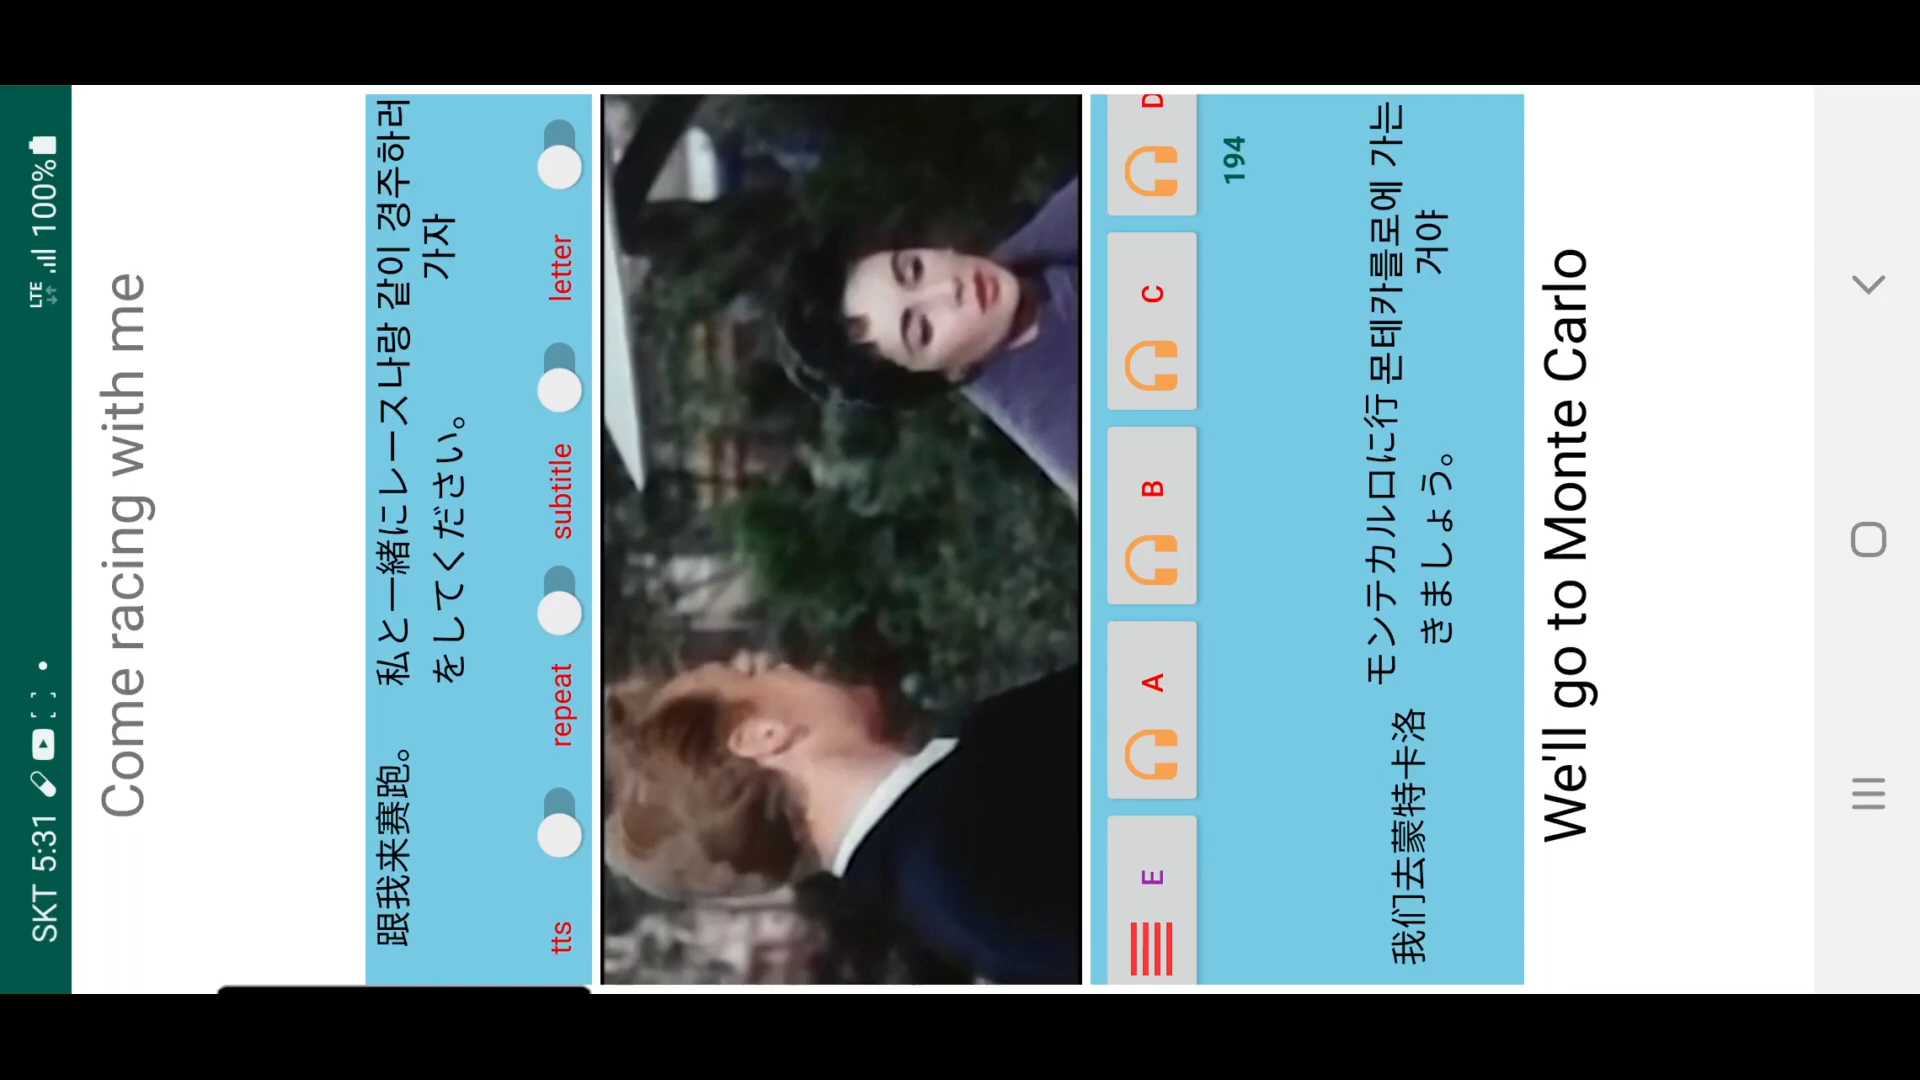 SKT 5:31
LTE 100%
Come racing with me
跟我来赛跑。
私と一緒にレース
をしてください。
나랑 같이 경주하러
가자
tts
repeat
subtitle
letter
E
A
B
C
D
194
我们去蒙特卡洛
モンテカルロに行
きましょう。
몬테카를로에 가는
거야
We'll go to Monte Carlo